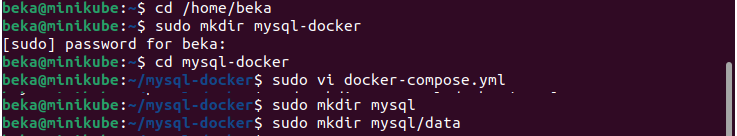 beka@minikube:~$ cd /home/beka
beka@minikube:~$ sudo mkdir mysql-docker
[sudo] password for beka:
beka@minikube:~$ cd mysql-docker
beka@minikube:~/mysql-docker$ sudo vi docker-compose.yml
beka@minikube:~/mysql-docker$ sudo mkdir mysql
beka@minikube:~/mysql-docker$ sudo mkdir mysql/data